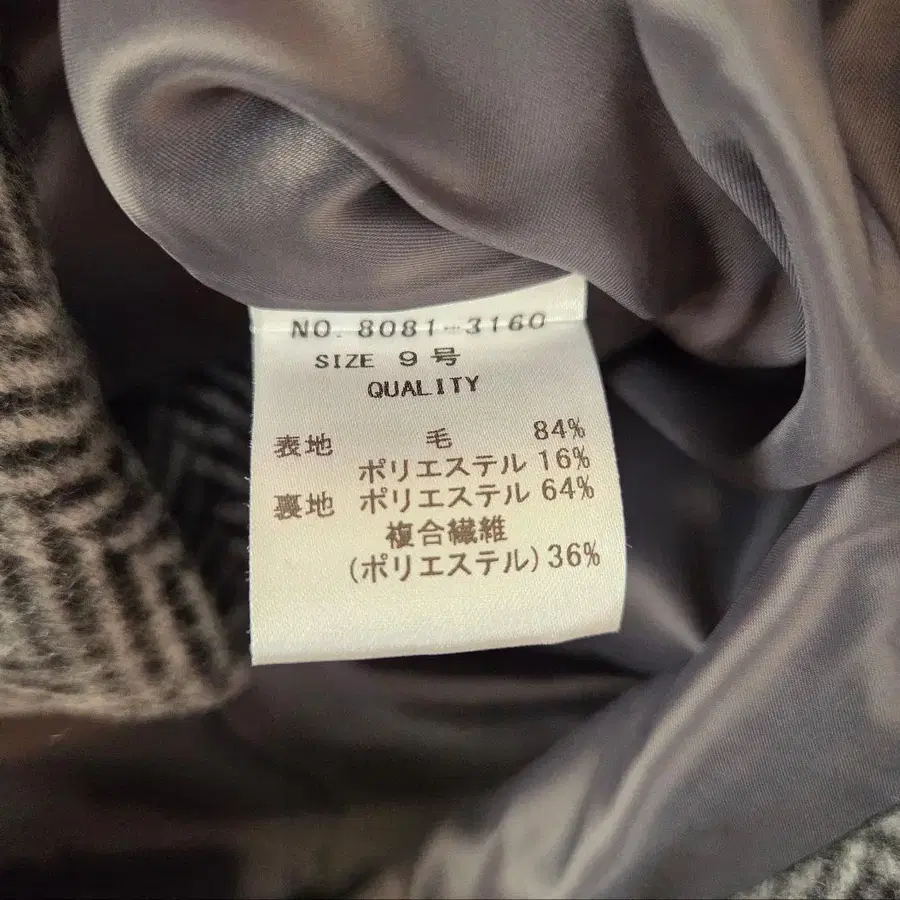 NO. 8081-3160
SIZE 9号
QUALITY
表地 毛 84%
ポリエステル 16%
裏地 ポリエステル 64%
複合繊維
(ポリエステル) 36%